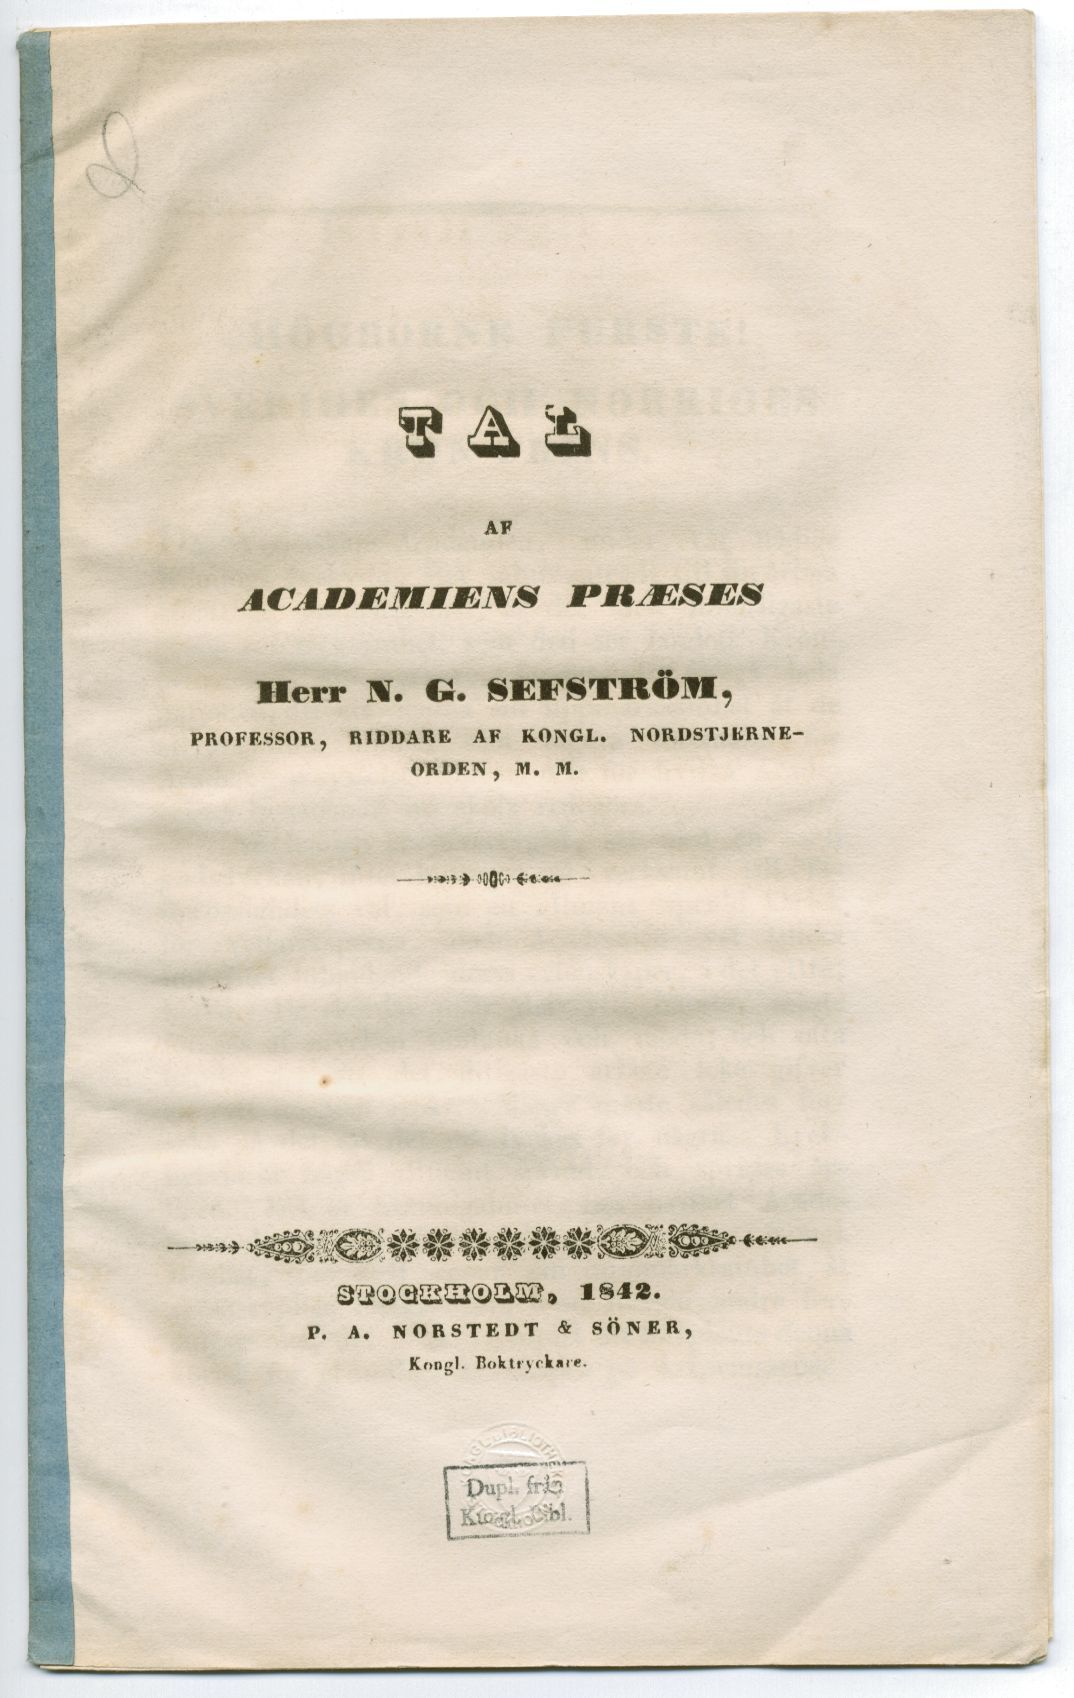 TAL
AF
ACADEMIENS PRÆSES
Herr N. G. SEFSTRÖM,
PROFESSOR, RIDDARE AF KONGL. NORDSTJERNE-
ORDEN, M. M.
STOCKHOLM, 1842.
P. A. NORSTEDT & SÖNER,
Kongl. Boktryckare.
Dupl. från
Kongl. Bibl.